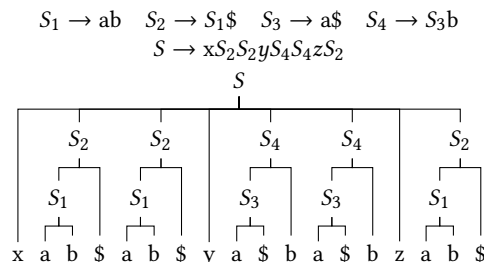 S₁ → ab S₂ → S₁$ S₃ → a$ S₄ → S₃b
S → xS₂S₂yS₄S₄zS₂
S
S₂ S₂ S₄ S₄ S₂
S₁ S₁ S₃ S₃ S₁
x a b $ a b $ y a $ b a $ b z a b $